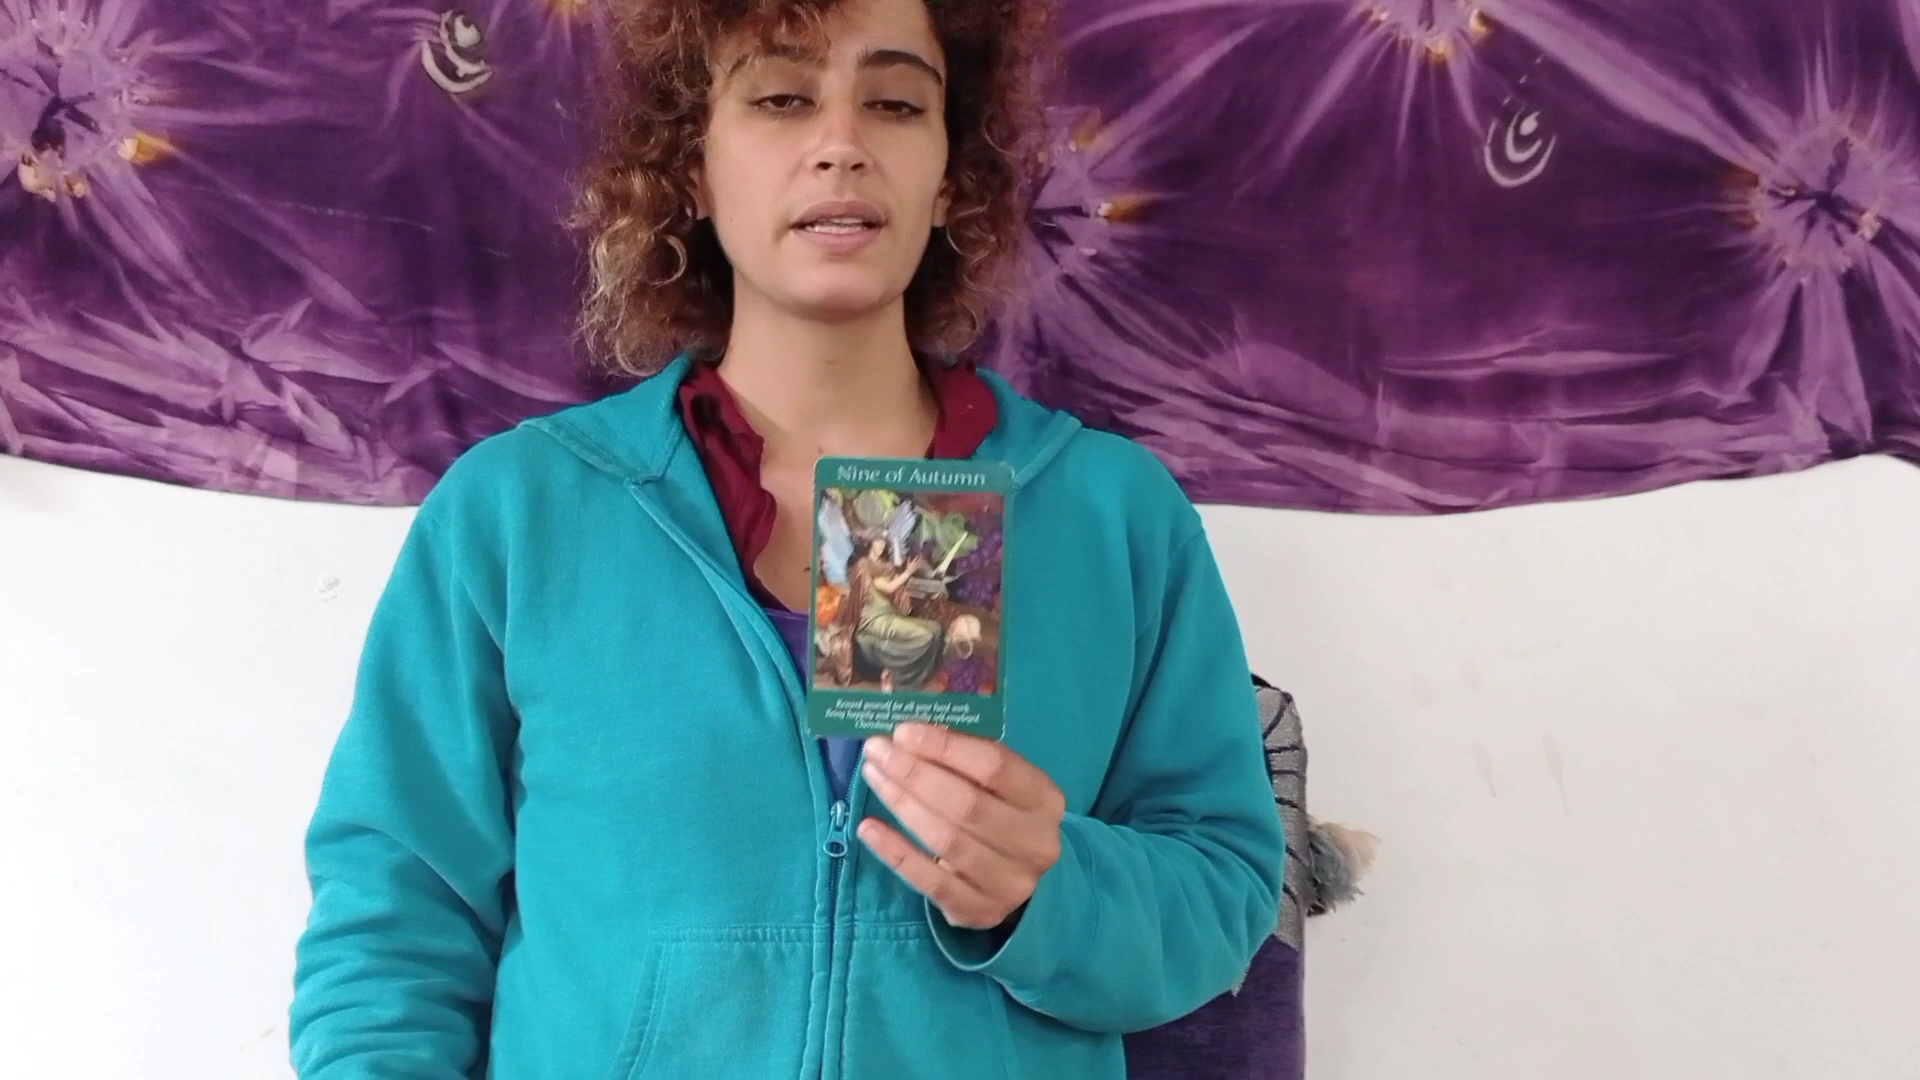 Nine of Autumn
Reward yourself for all your hard work.
Being happily and successfully self-employed.
Cherishing